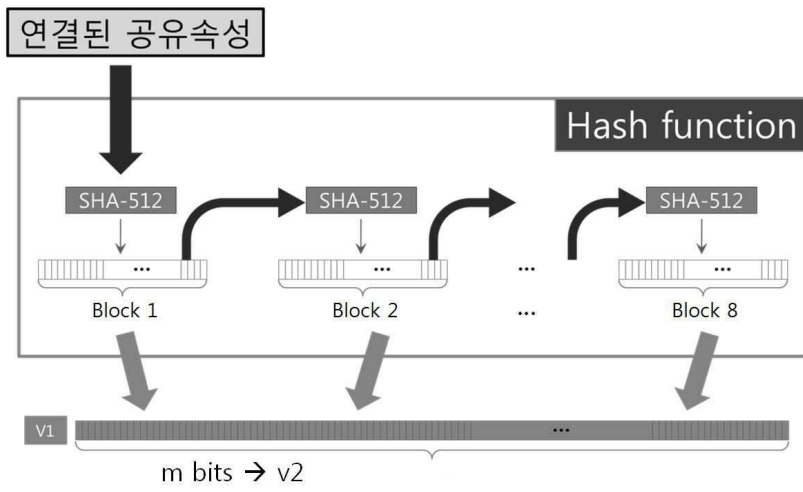 연결된 공유속성
Hash function
SHA-512 SHA-512 SHA-512
... ... ... ...
Block 1 Block 2 ... Block 8
V1 ...
m bits → v2